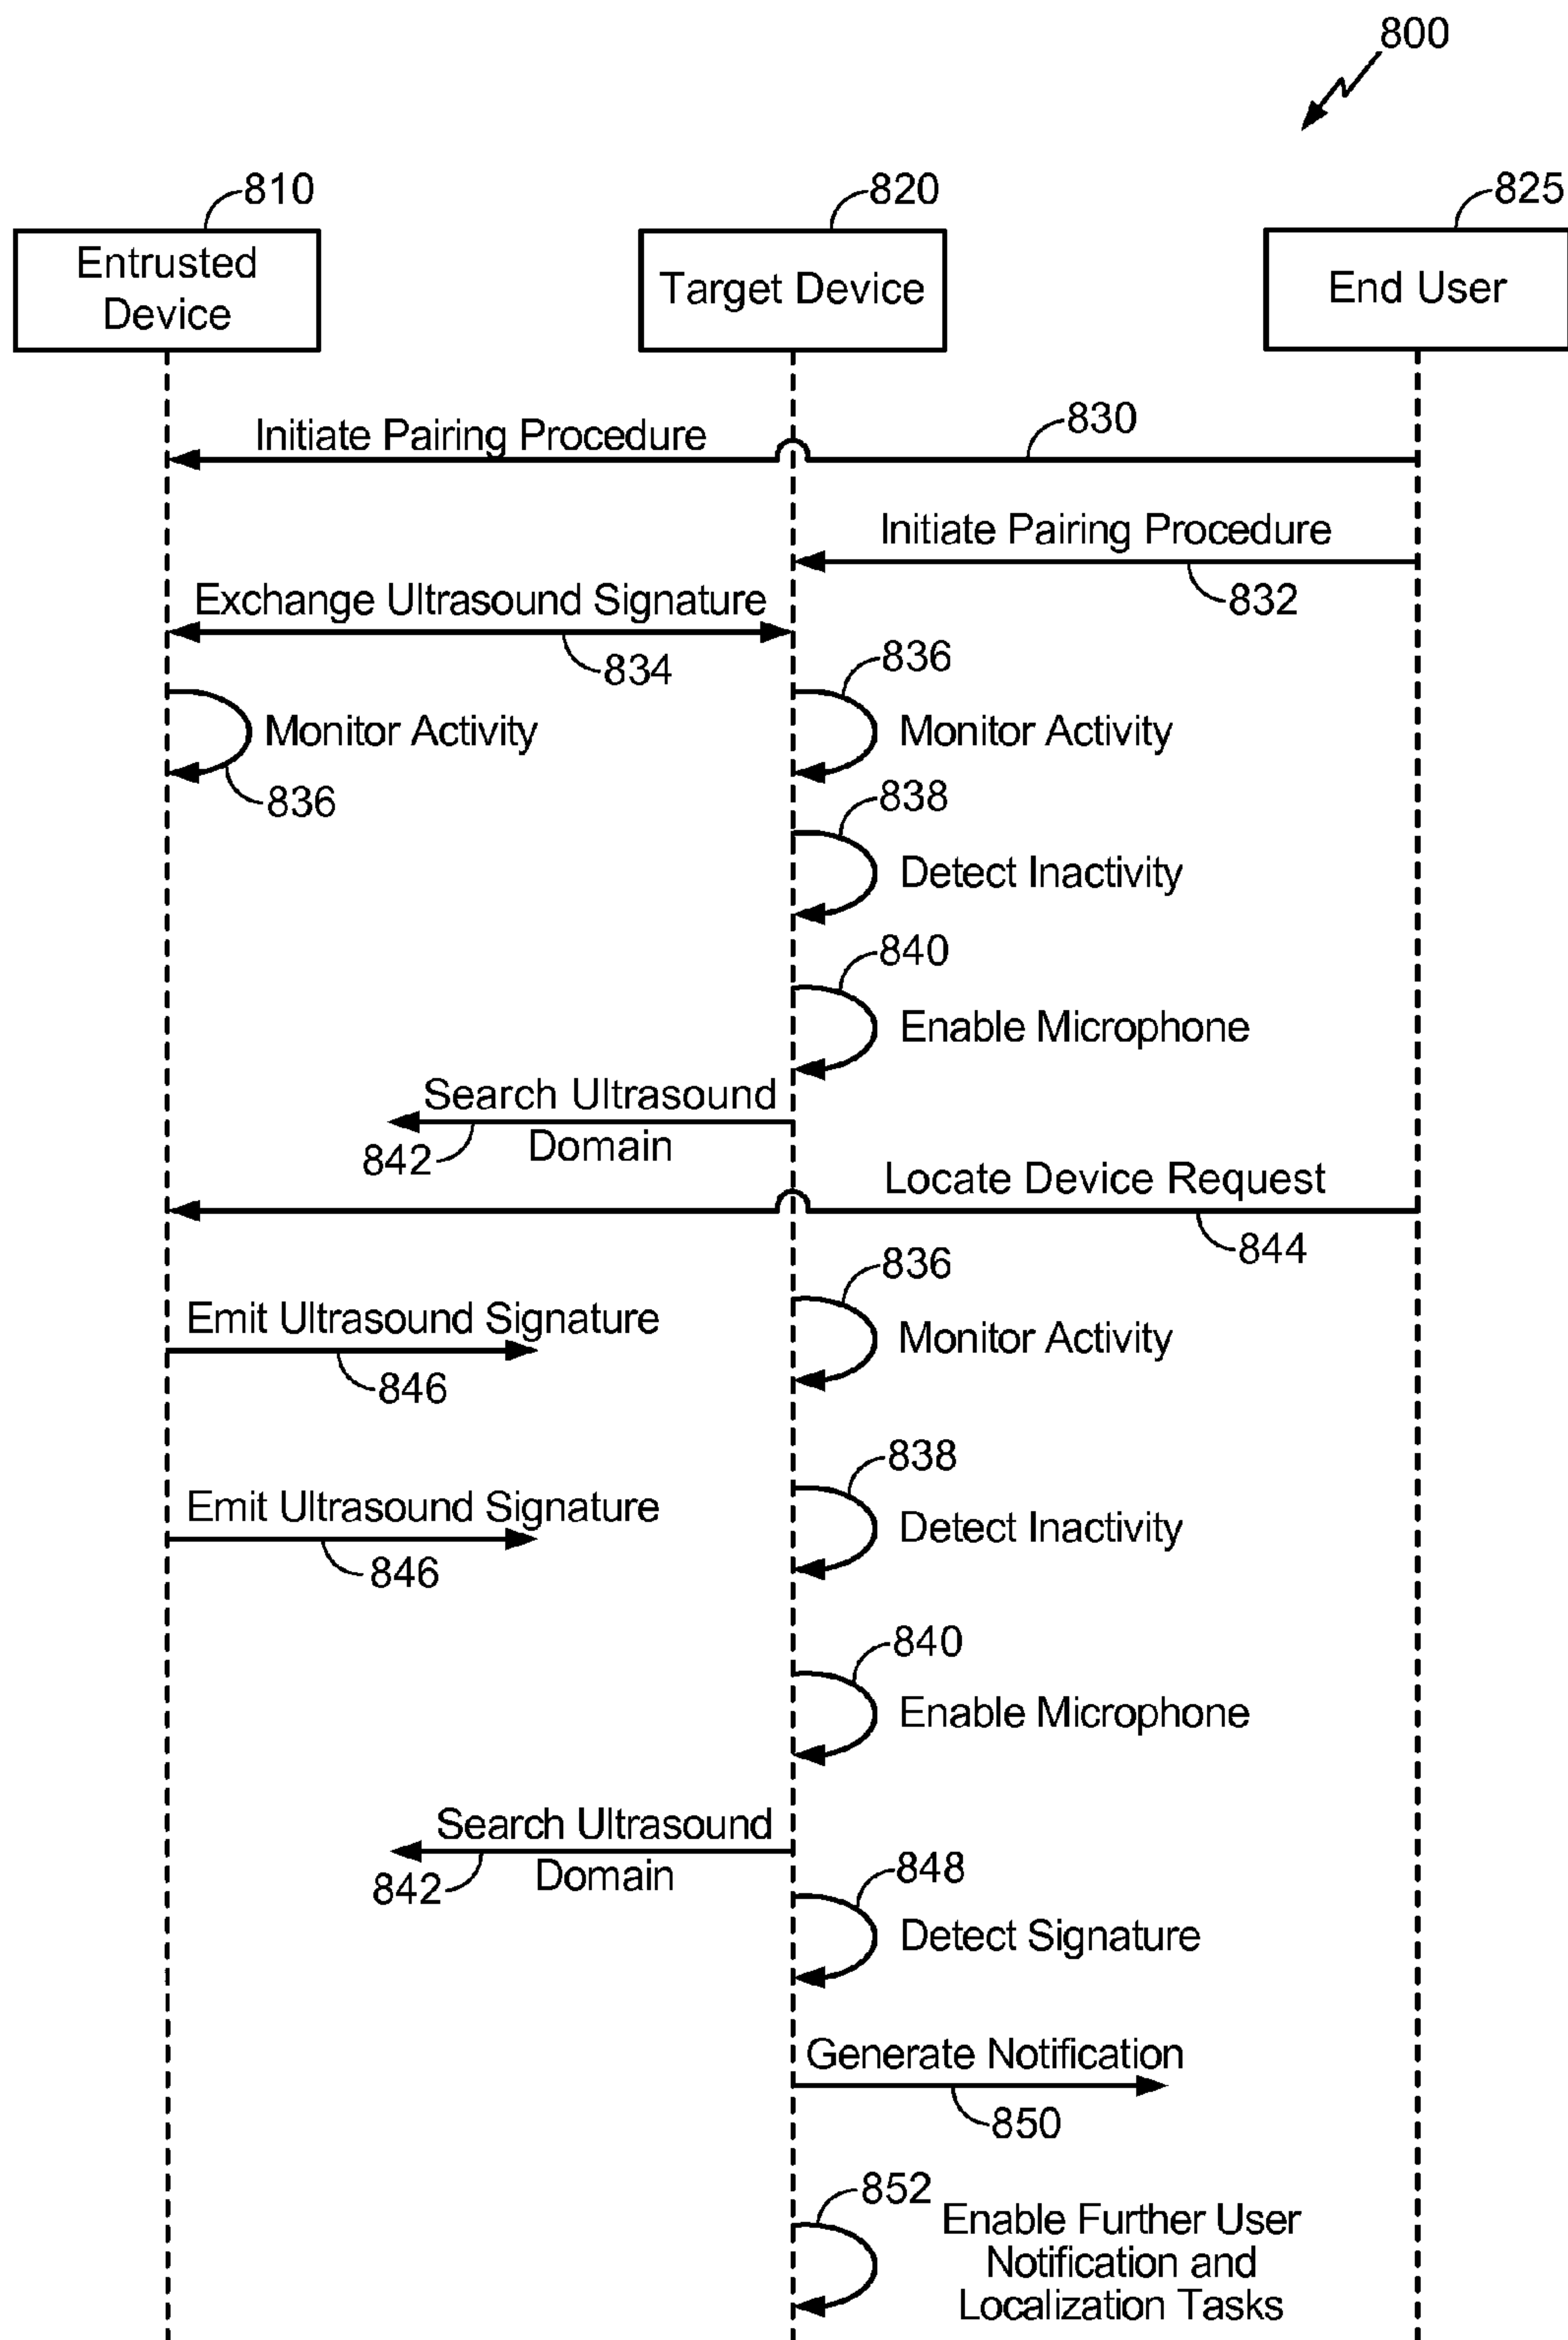 800
810
820
825
Entrusted
Device
Target Device
End User
Initiate Pairing Procedure
830
Initiate Pairing Procedure
832
Exchange Ultrasound Signature
834
836
Monitor Activity
Monitor Activity
836
838
Detect Inactivity
840
Enable Microphone
Search Ultrasound
Domain
842
Locate Device Request
844
836
Emit Ultrasound Signature
Monitor Activity
846
838
Emit Ultrasound Signature
Detect Inactivity
846
840
Enable Microphone
Search Ultrasound
Domain
842
848
Detect Signature
Generate Notification
850
852
Enable Further User
Notification and
Localization Tasks